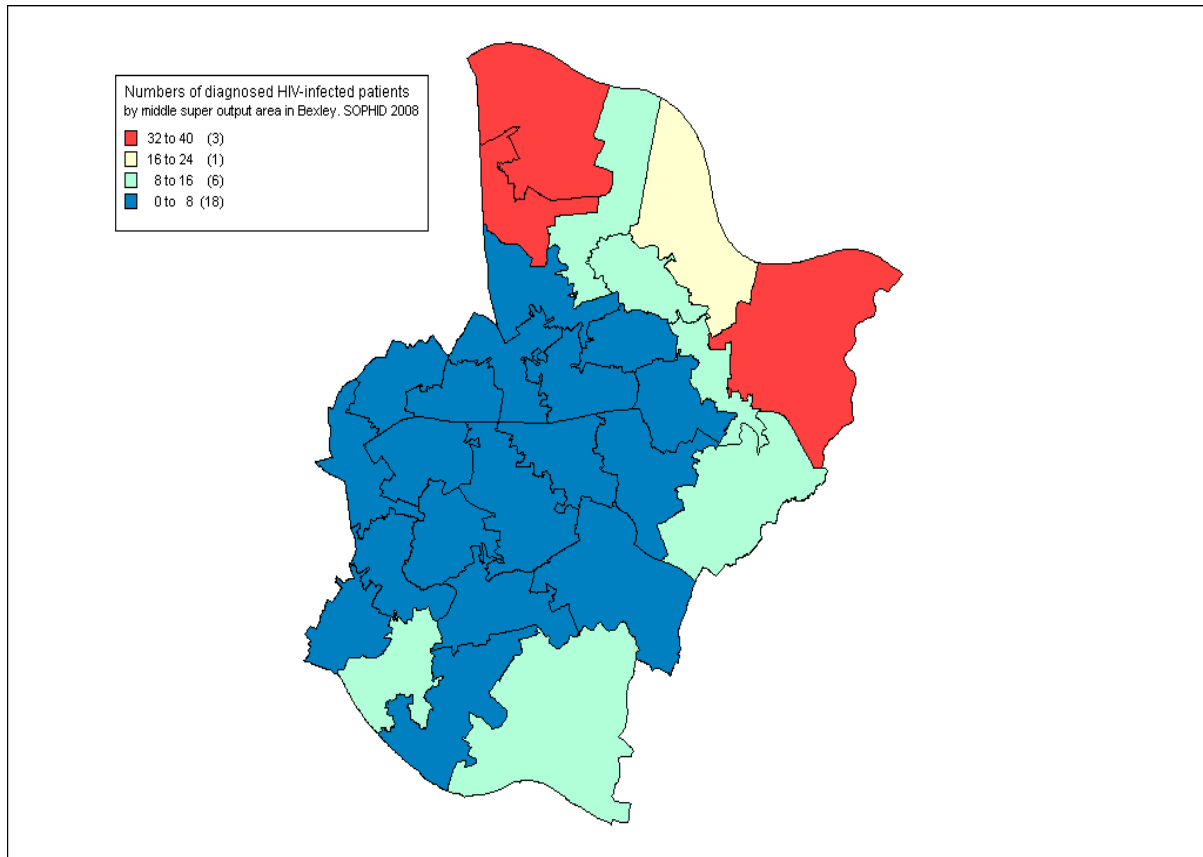 Numbers of diagnosed HIV-infected patients
by middle super output area in Bexley. SOPHID 2008
32 to 40 (3)
16 to 24 (1)
8 to 16 (6)
0 to 8 (18)